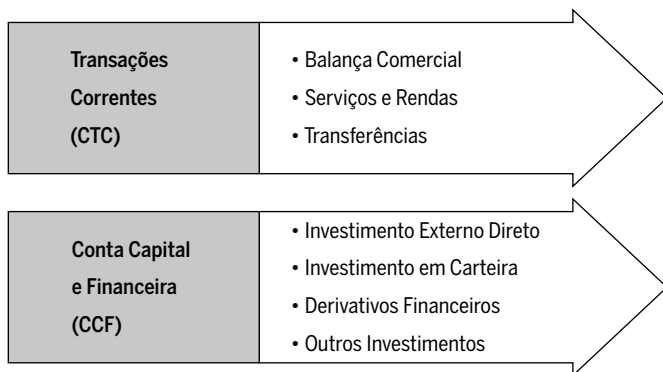 Transações
Correntes
(CTC)
• Balança Comercial
• Serviços e Rendas
• Transferências
Conta Capital
e Financeira
(CCF)
• Investimento Externo Direto
• Investimento em Carteira
• Derivativos Financeiros
• Outros Investimentos